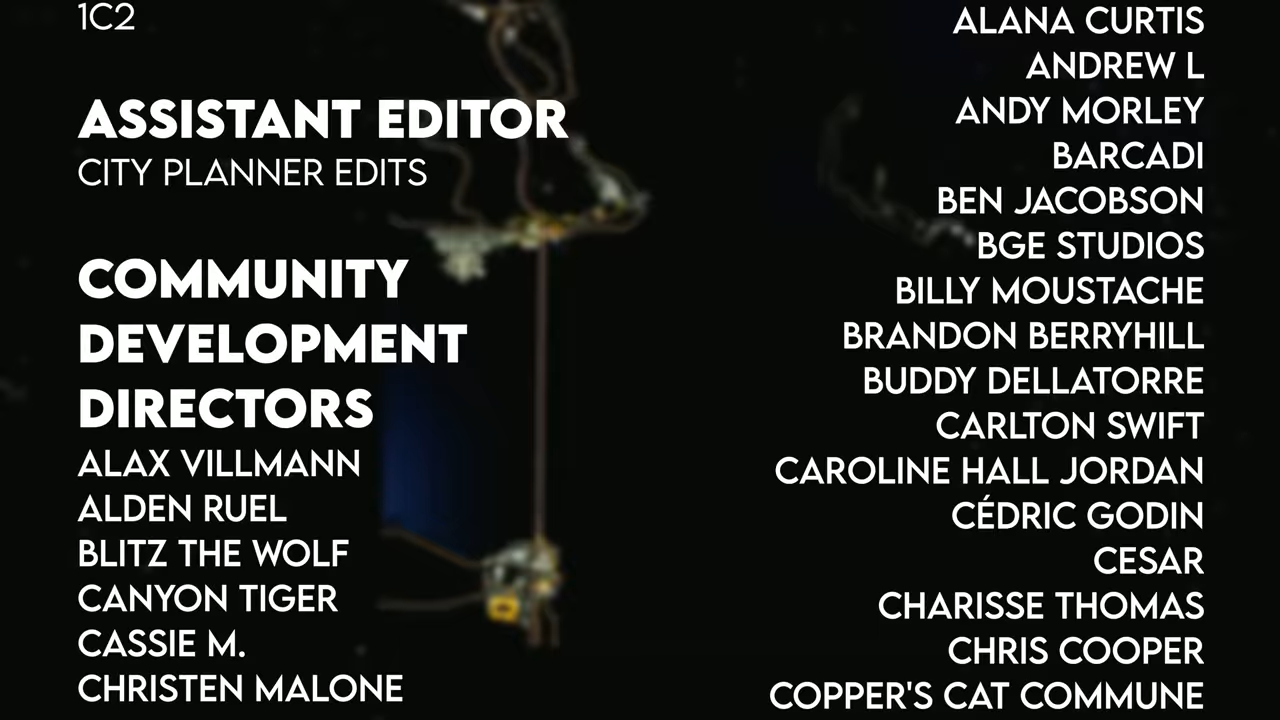 1C2
ASSISTANT EDITOR
CITY PLANNER EDITS
COMMUNITY
DEVELOPMENT
DIRECTORS
ALAX VILLMANN
ALDEN RUEL
BLITZ THE WOLF
CANYON TIGER
CASSIE M.
CHRISTEN MALONE
ALANA CURTIS
ANDREW L
ANDY MORLEY
BARCADI
BEN JACOBSON
BGE STUDIOS
BILLY MOUSTACHE
BRANDON BERRYHILL
BUDDY DELLATORRE
CARLTON SWIFT
CAROLINE HALL JORDAN
CÉDRIC GODIN
CESAR
CHARISSE THOMAS
CHRIS COOPER
COPPER'S CAT COMMUNE